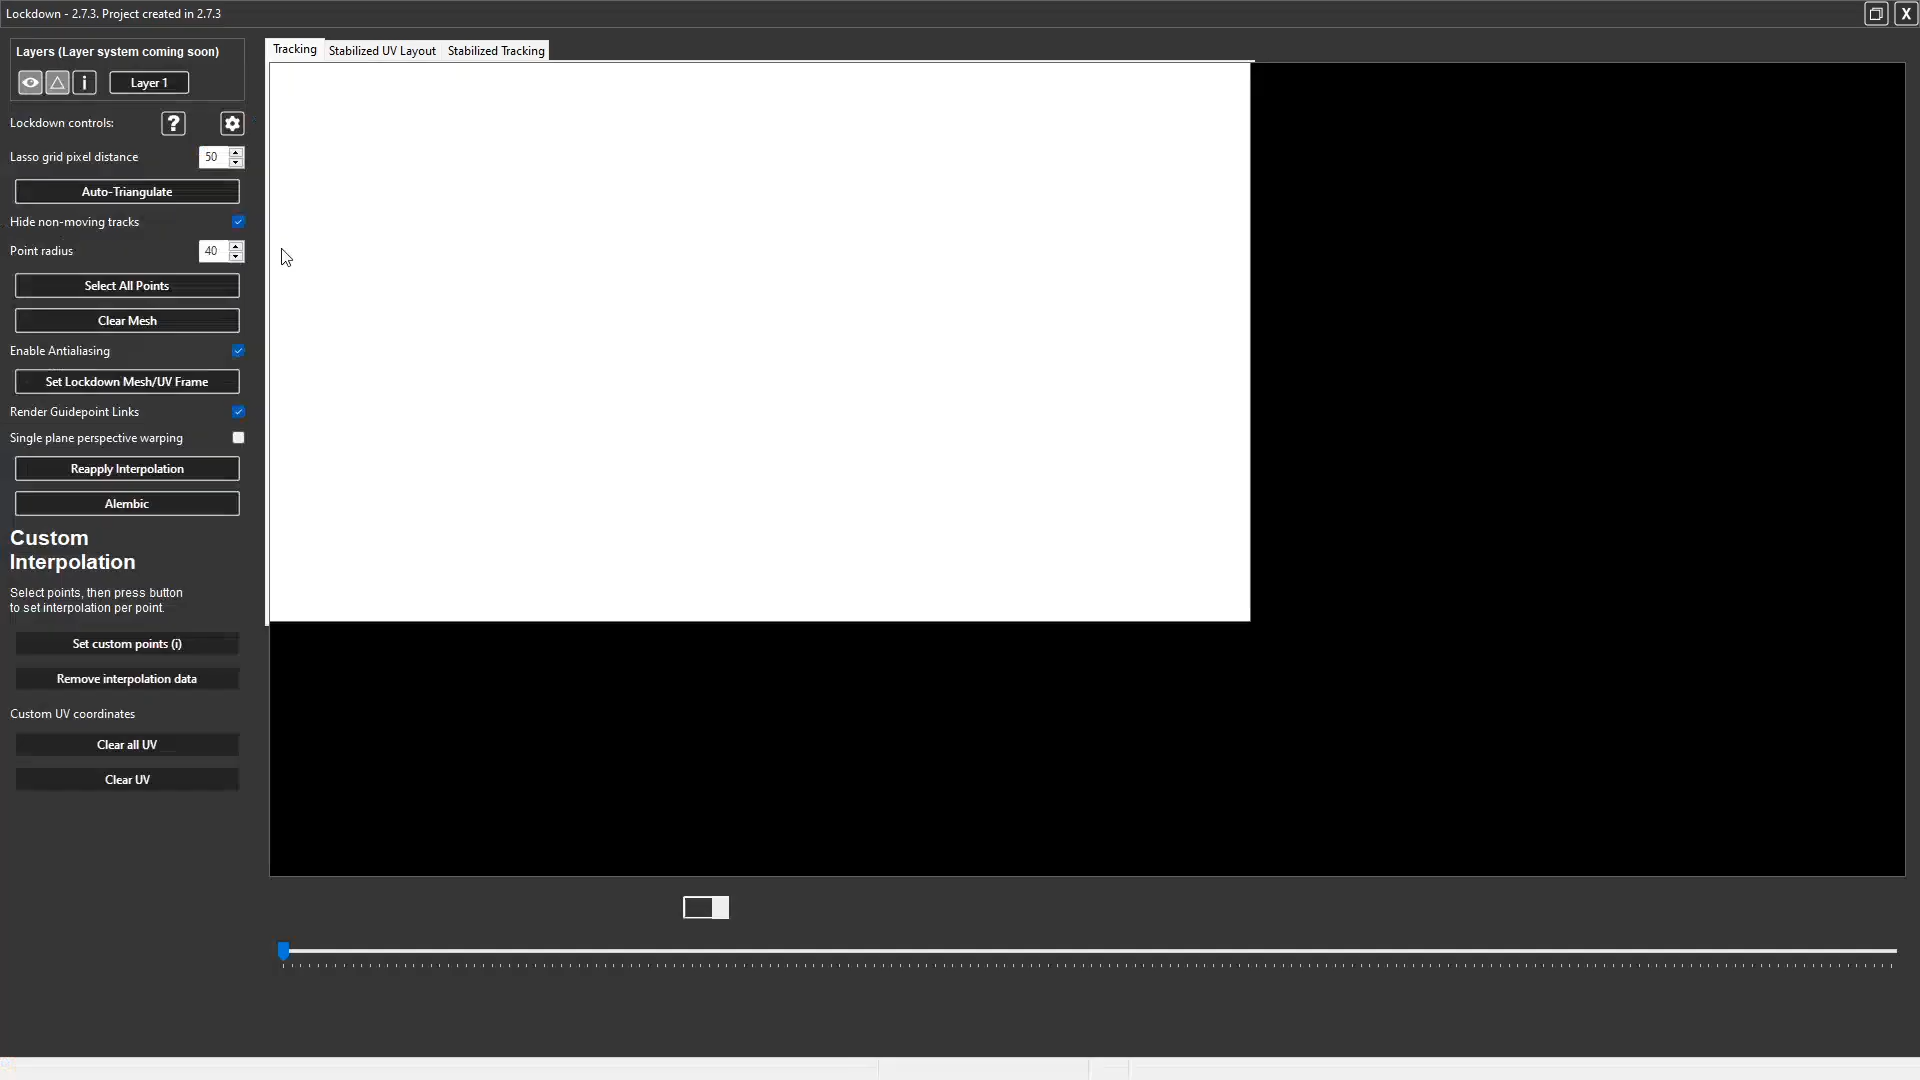 Lockdown - 2.7.3. Project created in 2.7.3
X
Layers (Layer system coming soon)
i
Layer 1
Lockdown controls:
?
Lasso grid pixel distance
50
Auto-Triangulate
Hide non-moving tracks
Point radius
40
Select All Points
Clear Mesh
Enable Antialiasing
Set Lockdown Mesh/UV Frame
Render Guidepoint Links
Single plane perspective warping
Reapply Interpolation
Alembic
Custom
Interpolation
Select points, then press button
to set interpolation per point.
Set custom points (i)
Remove interpolation data
Custom UV coordinates
Clear all UV
Clear UV
Tracking
Stabilized UV Layout
Stabilized Tracking